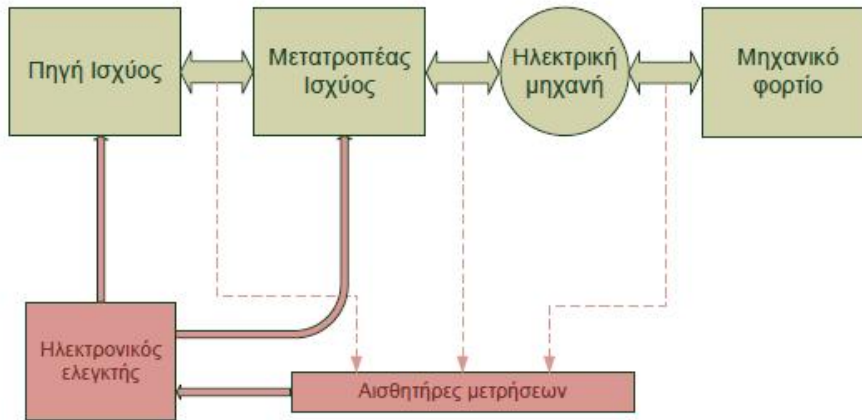 Πηγή Ισχύος
Μετατροπέας
Ισχύος
Ηλεκτρική
μηχανή
Μηχανικό
φορτίο
Ηλεκτρονικός
ελεγκτής
Αισθητήρες μετρήσεων